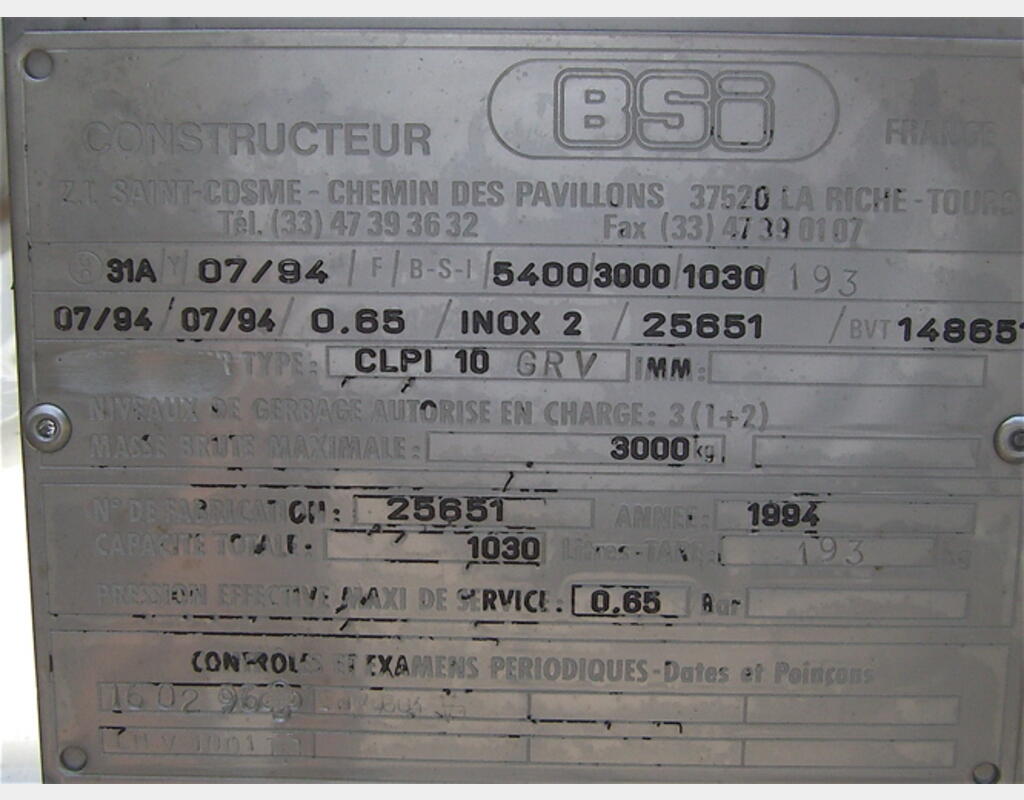 BSI
CONSTRUCTEUR FRANCE
Z.I. SAINT-COSME - CHEMIN DES PAVILLONS 37520 LA RICHE - TOURS
Tél. (33) 47 39 36 32 Fax (33) 47 39 01 07
31A / Y 07/94 / F / B-S-I / 5400/3000/1030/ 193
07/94 / 07/94 / 0.65 / INOX 2 / 25651 / BVT 148651
TYPE: CLPI 10 GRV IMM:
NIVEAUX DE GERBAGE AUTORISE EN CHARGE: 3 (1+2)
MASSE BRUTE MAXIMALE: 3000 kg
N° DE FABRICATION: 25651 ANNEE: 1994
CAPACITE TOTALE: 1030 Litres-TARE: 193 kg
PRESSION EFFECTIVE MAXI DE SERVICE: 0.65 Bar
CONTROLES ET EXAMENS PERIODIQUES - Dates et Poinçons
16 02 96